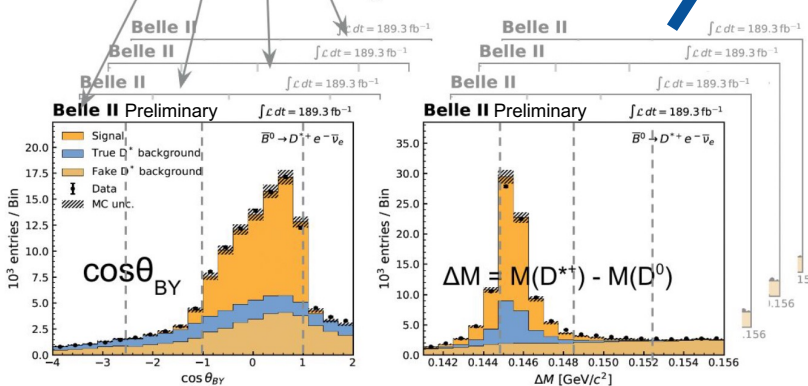 Belle II ∫ℒ dt = 189.3 fb⁻¹
Belle II ∫ℒ dt = 189.3 fb⁻¹
Belle II ∫ℒ dt = 189.3 fb⁻¹
Belle II Preliminary ∫ℒ dt = 189.3 fb⁻¹
B̅⁰ → D*⁺ e⁻ ν̅ₑ
Signal
True D* background
Fake D* background
Data
MC unc.
cosθ_BY
10³ entries / Bin
20.0
17.5
15.0
12.5
10.0
7.5
5.0
2.5
0.0
−4 −3 −2 −1 0 1 2
cos θ_BY
Belle II ∫ℒ dt = 189.3 fb⁻¹
Belle II ∫ℒ dt = 189.3 fb⁻¹
Belle II ∫ℒ dt = 189.3 fb⁻¹
Belle II Preliminary ∫ℒ dt = 189.3 fb⁻¹
B̅⁰ → D*⁺ e⁻ ν̅ₑ
ΔM = M(D*⁺) - M(D⁰)
10³ entries / Bin
35.0
30.0
25.0
20.0
15.0
10.0
5.0
0.0
0.142 0.144 0.146 0.148 0.150 0.152 0.154 0.156
ΔM [GeV/c²]
.156
.156
15